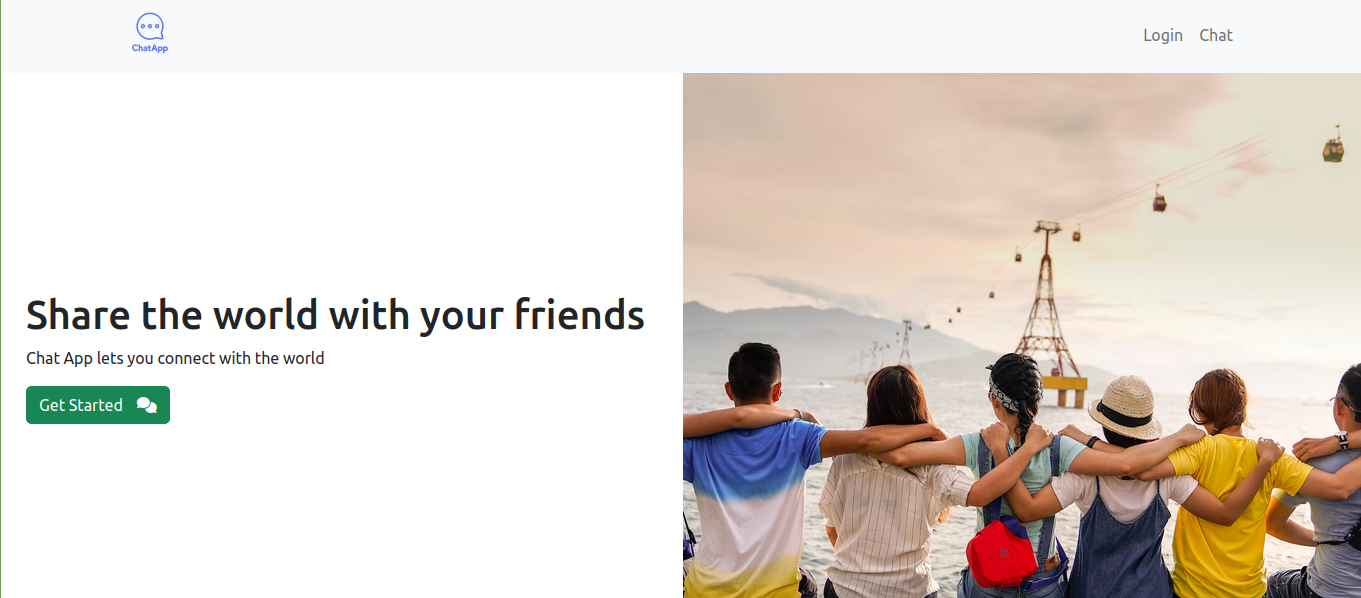 ChatApp
Login Chat
Share the world with your friends
Chat App lets you connect with the world
Get Started